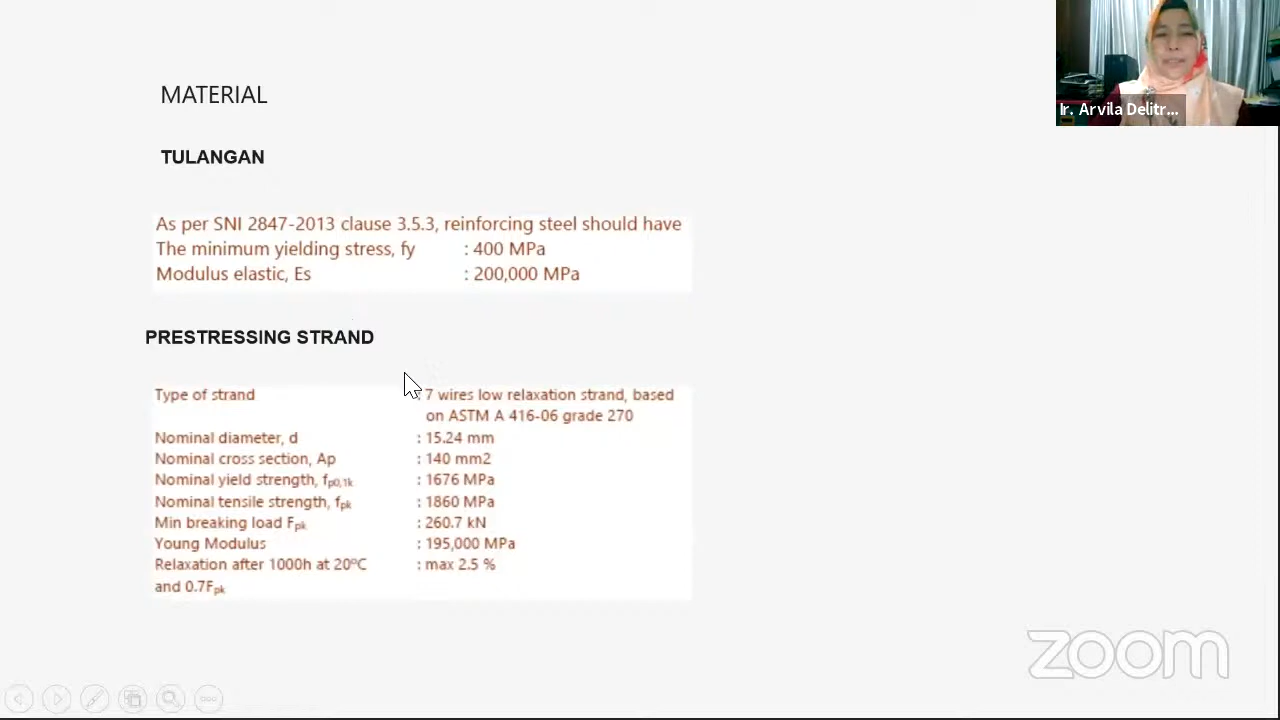 MATERIAL
Ir. Arvila Delitr...
TULANGAN
As per SNI 2847-2013 clause 3.5.3, reinforcing steel should have
The minimum yielding stress, fy : 400 MPa
Modulus elastic, Es : 200,000 MPa
PRESTRESSING STRAND
Type of strand : 7 wires low relaxation strand, based
on ASTM A 416-06 grade 270
Nominal diameter, d : 15.24 mm
Nominal cross section, Ap : 140 mm2
Nominal yield strength, fp0,1k : 1676 MPa
Nominal tensile strength, fpk : 1860 MPa
Min breaking load Fpk : 260.7 kN
Young Modulus : 195,000 MPa
Relaxation after 1000h at 20ºC : max 2.5 %
and 0.7Fpk
zoom